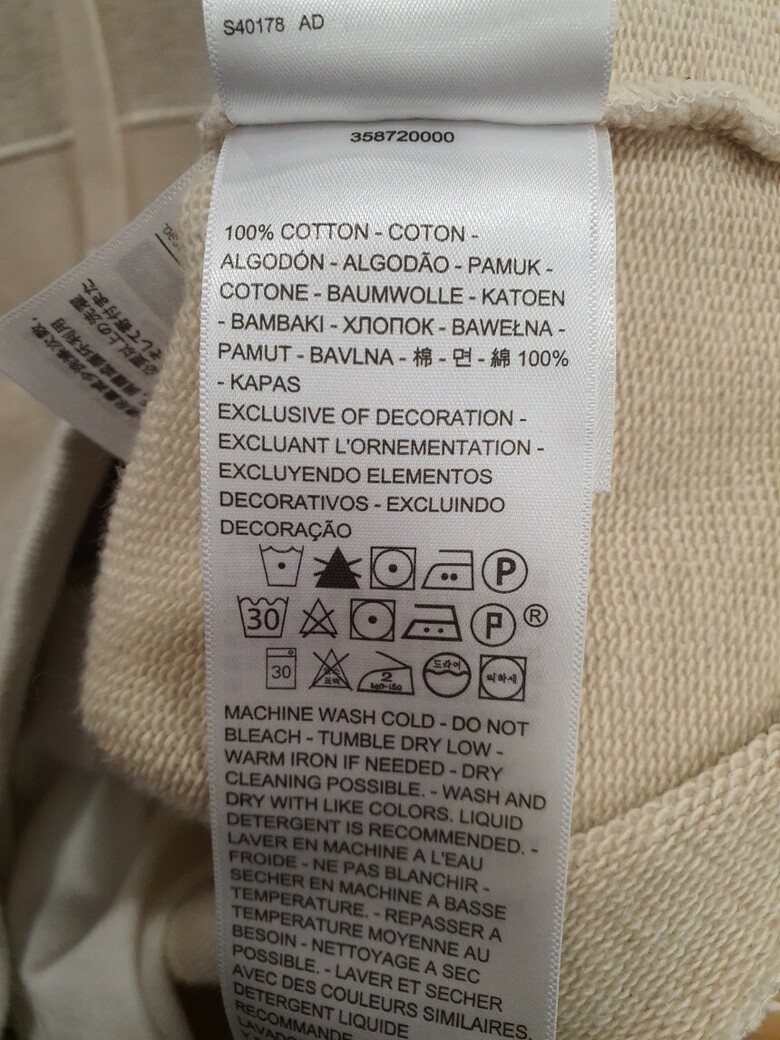 S40178 AD
358720000
100% COTTON - COTON -
ALGODÓN - ALGODÃO - PAMUK -
COTONE - BAUMWOLLE - KATOEN
- BAMBAKI - ХЛОПОК - BAWEŁNA -
PAMUT - BAVLNA - 棉 - 면 - 綿 100%
- KAPAS
EXCLUSIVE OF DECORATION -
EXCLUANT L'ORNEMENTATION -
EXCLUYENDO ELEMENTOS
DECORATIVOS - EXCLUINDO
DECORAÇÃO
P
30 P ®
30 2 드라이
MACHINE WASH COLD - DO NOT
BLEACH - TUMBLE DRY LOW -
WARM IRON IF NEEDED - DRY
CLEANING POSSIBLE. - WASH AND
DRY WITH LIKE COLORS. LIQUID
DETERGENT IS RECOMMENDED. -
LAVER EN MACHINE A L'EAU
FROIDE - NE PAS BLANCHIR -
SECHER EN MACHINE A BASSE
TEMPERATURE. - REPASSER A
TEMPERATURE MOYENNE AU
BESOIN - NETTOYAGE A SEC
POSSIBLE. - LAVER ET SECHER
AVEC DES COULEURS SIMILAIRES.
DETERGENT LIQUIDE
RECOMMANDE